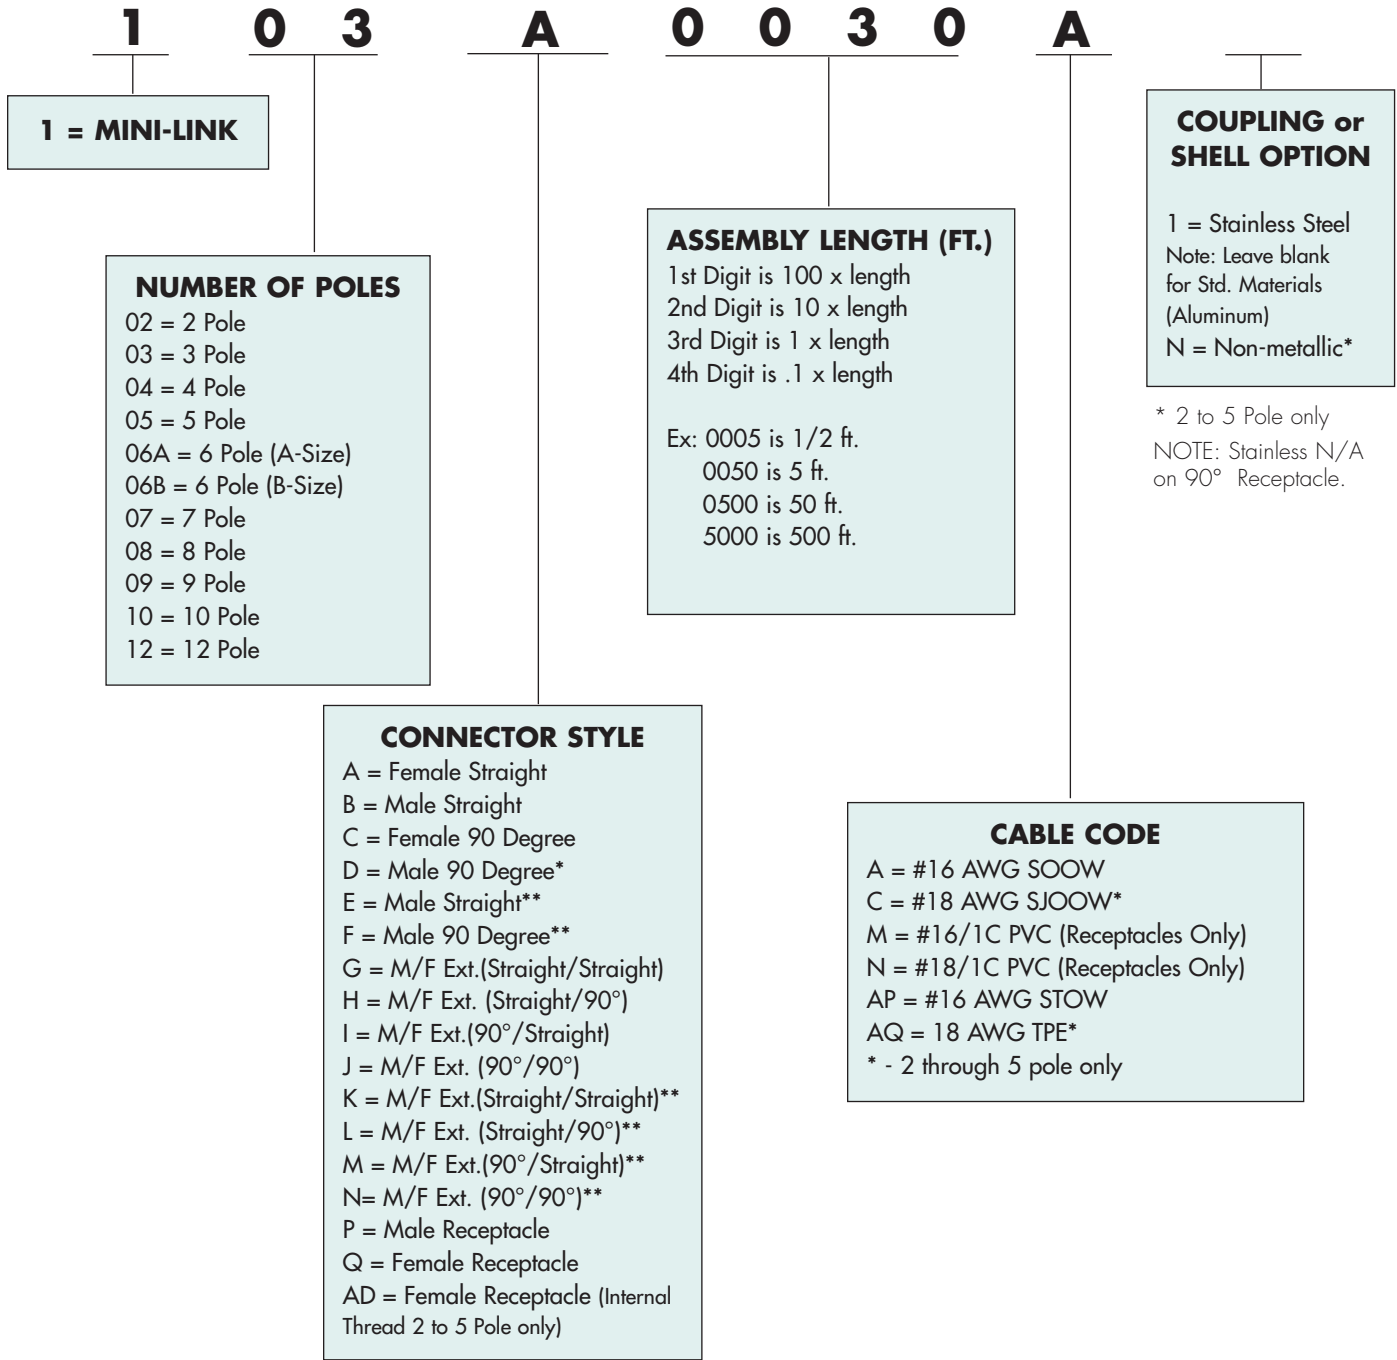 1 0 3 A 0 0 3 0 A
1 = MINI-LINK
NUMBER OF POLES
02 = 2 Pole
03 = 3 Pole
04 = 4 Pole
05 = 5 Pole
06A = 6 Pole (A-Size)
06B = 6 Pole (B-Size)
07 = 7 Pole
08 = 8 Pole
09 = 9 Pole
10 = 10 Pole
12 = 12 Pole
CONNECTOR STYLE
A = Female Straight
B = Male Straight
C = Female 90 Degree
D = Male 90 Degree*
E = Male Straight**
F = Male 90 Degree**
G = M/F Ext.(Straight/Straight)
H = M/F Ext. (Straight/90°)
I = M/F Ext.(90°/Straight)
J = M/F Ext. (90°/90°)
K = M/F Ext.(Straight/Straight)**
L = M/F Ext. (Straight/90°)**
M = M/F Ext.(90°/Straight)**
N= M/F Ext. (90°/90°)**
P = Male Receptacle
Q = Female Receptacle
AD = Female Receptacle (Internal
Thread 2 to 5 Pole only)
ASSEMBLY LENGTH (FT.)
1st Digit is 100 x length
2nd Digit is 10 x length
3rd Digit is 1 x length
4th Digit is .1 x length
Ex: 0005 is 1/2 ft.
0050 is 5 ft.
0500 is 50 ft.
5000 is 500 ft.
CABLE CODE
A = #16 AWG SOOW
C = #18 AWG SJOOW*
M = #16/1C PVC (Receptacles Only)
N = #18/1C PVC (Receptacles Only)
AP = #16 AWG STOW
AQ = 18 AWG TPE*
* - 2 through 5 pole only
COUPLING or
SHELL OPTION
1 = Stainless Steel
Note: Leave blank
for Std. Materials
(Aluminum)
N = Non-metallic*
* 2 to 5 Pole only
NOTE: Stainless N/A
on 90° Receptacle.